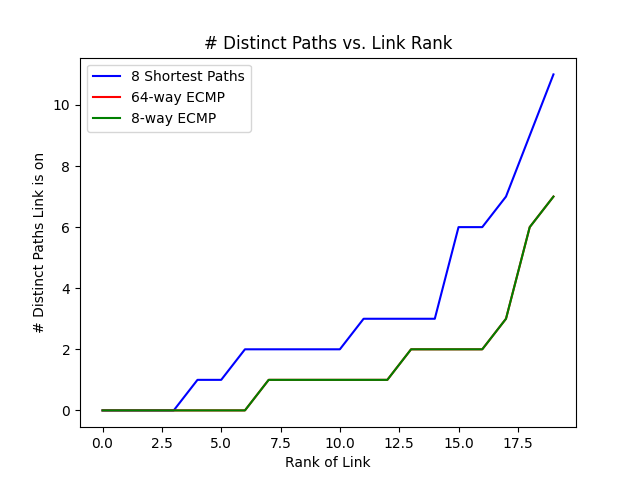 # Distinct Paths vs. Link Rank
8 Shortest Paths
64-way ECMP
8-way ECMP
# Distinct Paths Link is on
10
8
6
4
2
0
0.0 2.5 5.0 7.5 10.0 12.5 15.0 17.5
Rank of Link